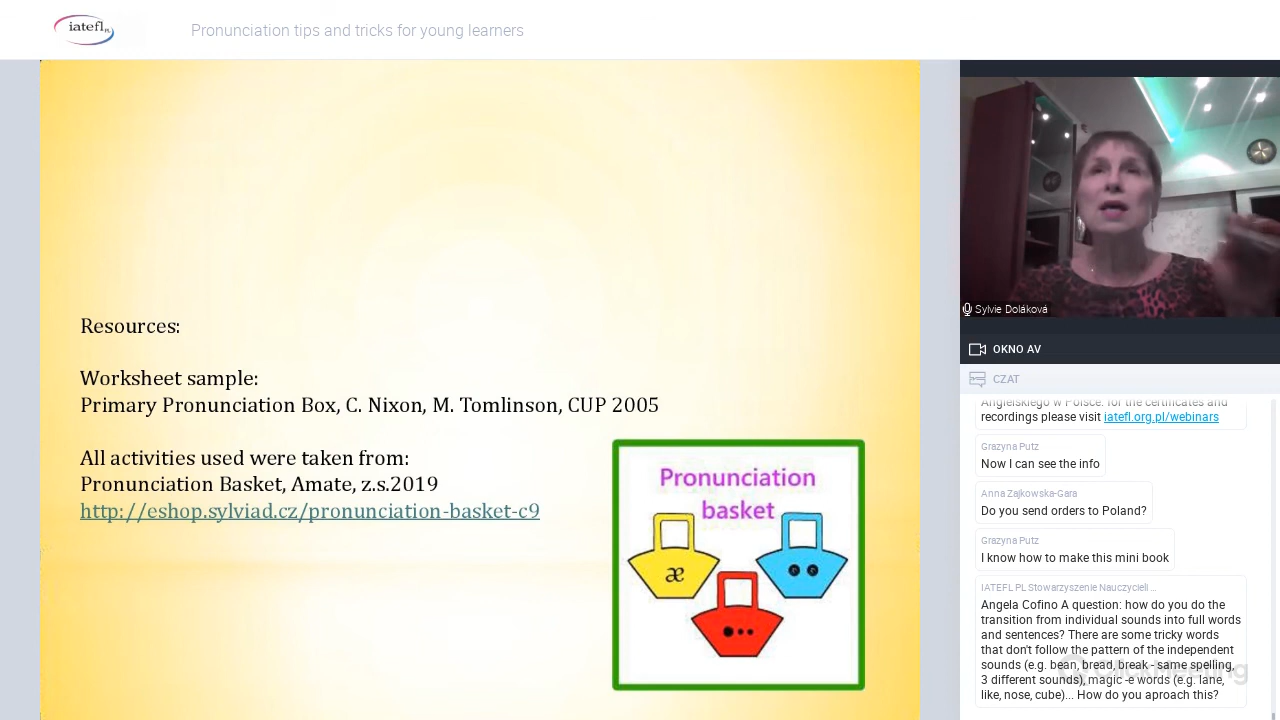 iatefl PL
Pronunciation tips and tricks for young learners
Resources:
Worksheet sample:
Primary Pronunciation Box, C. Nixon, M. Tomlinson, CUP 2005
All activities used were taken from:
Pronunciation Basket, Amate, z.s.2019
http://eshop.sylviad.cz/pronunciation-basket-c9
Pronunciation
basket
æ
Sylvie Doláková
OKNO AV
CZAT
Angielskiego w Polsce: for the certificates and
recordings please visit iatefl.org.pl/webinars
Grazyna Putz
Now I can see the info
Anna Zajkowska-Gara
Do you send orders to Poland?
Grazyna Putz
I know how to make this mini book
IATEFL PL Stowarzyszenie Nauczycieli ...
Angela Cofino A question: how do you do the
transition from individual sounds into full words
and sentences? There are some tricky words
that don't follow the pattern of the independent
sounds (e.g. bean, bread, break - same spelling,
3 different sounds), magic -e words (e.g. lane,
like, nose, cube)... How do you aproach this?
ClickMeeting